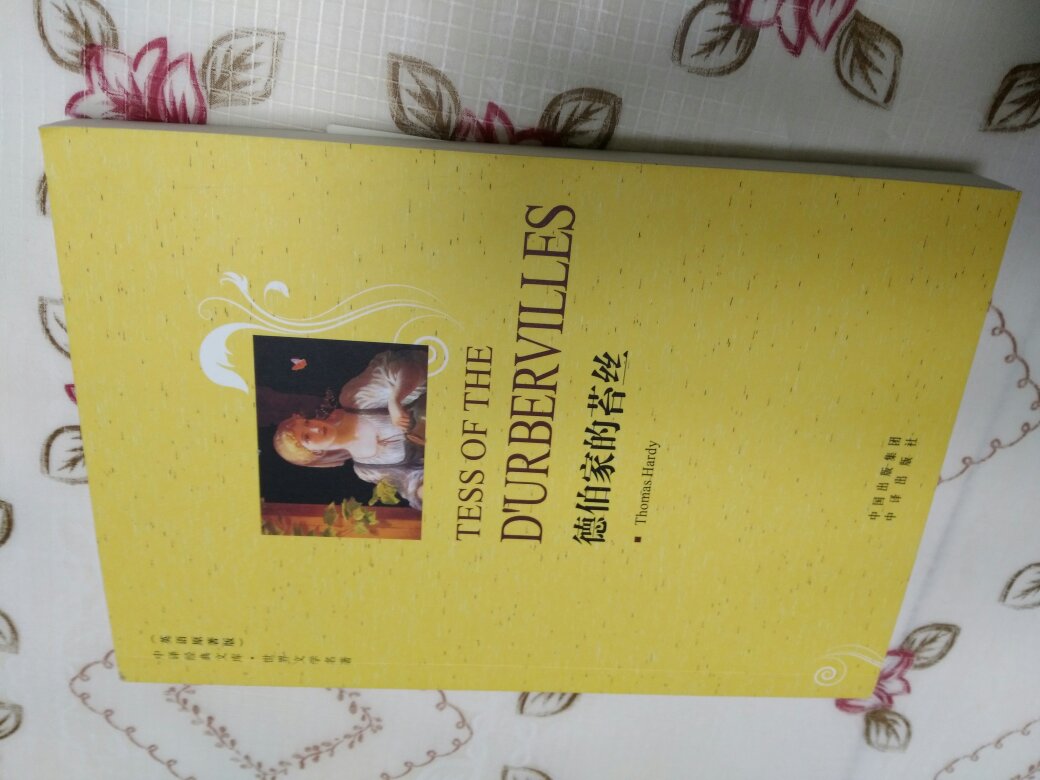 中译经典文库·世界文学名著
（英语原著版）
TESS OF THE
D'URBERVILLES
德伯家的苔丝
Thomas Hardy
中国出版集团
中译出版社